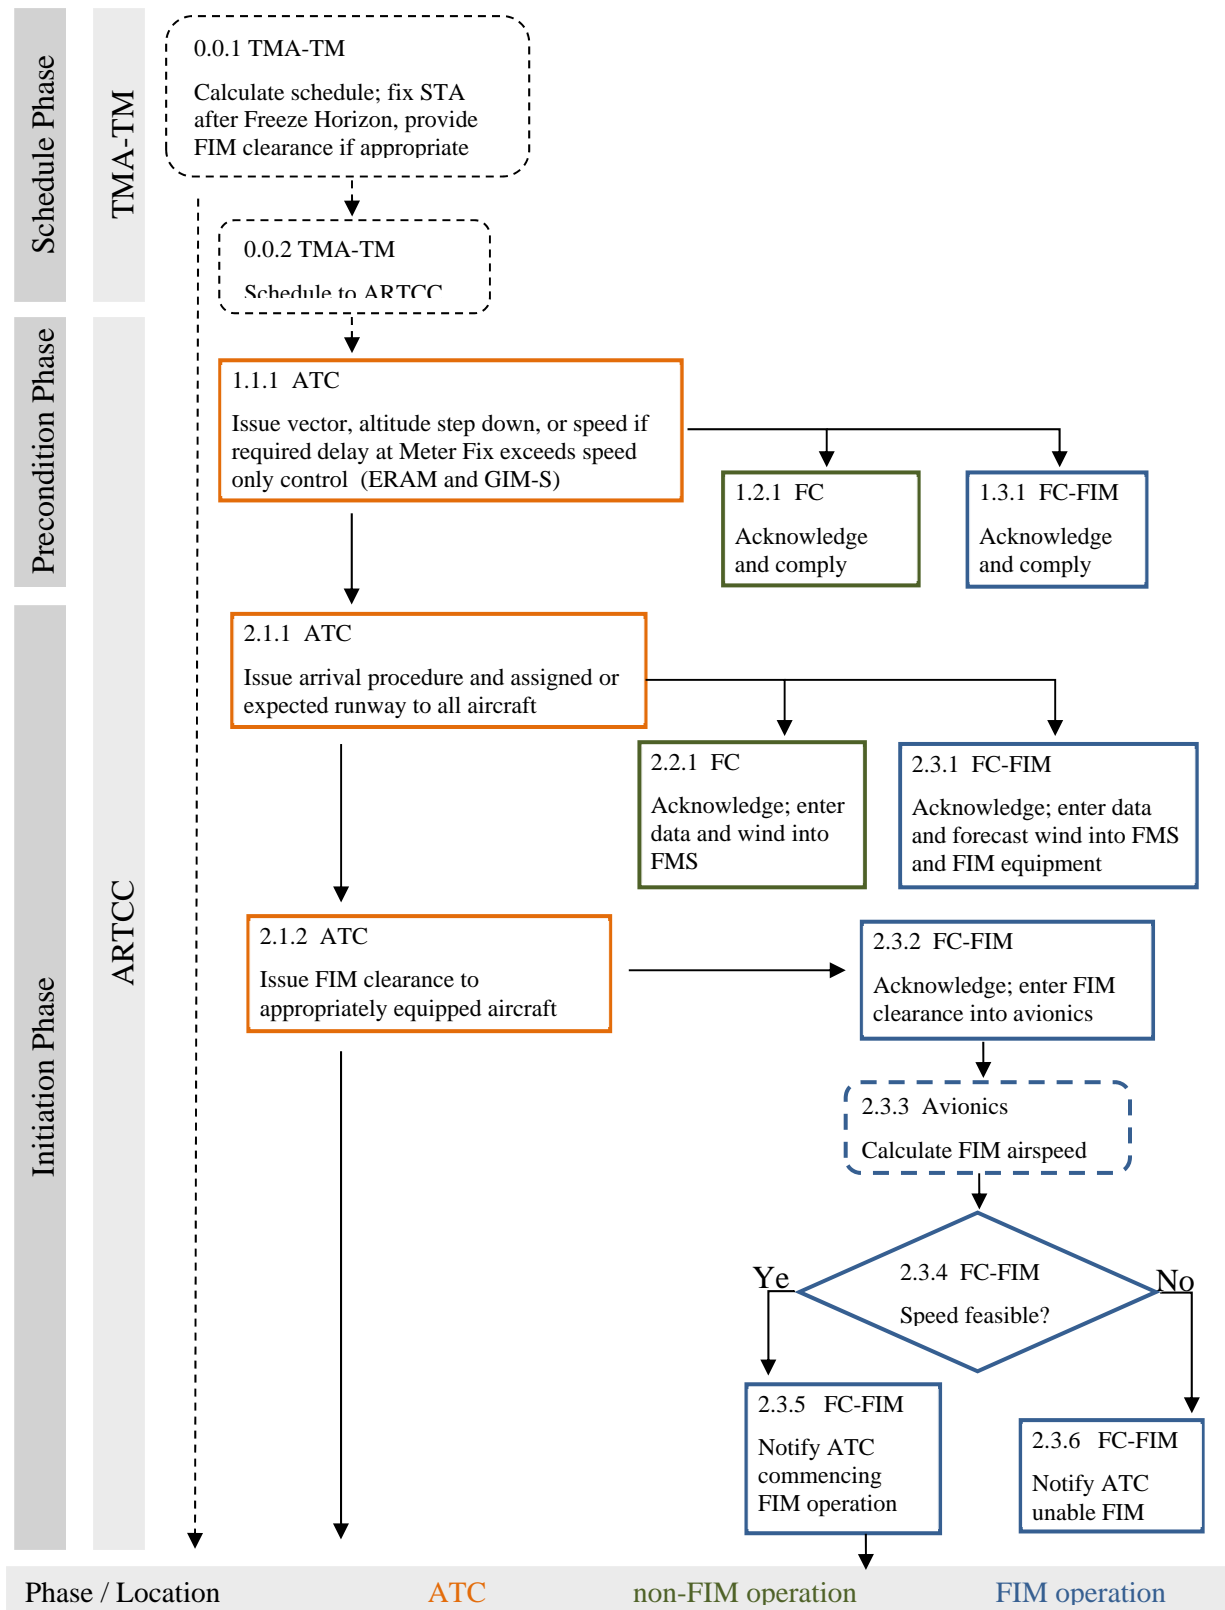 Schedule Phase
TMA-TM
0.0.1 TMA-TM
Calculate schedule; fix STA
after Freeze Horizon, provide
FIM clearance if appropriate
0.0.2 TMA-TM
Schedule to ARTCC
Precondition Phase
ARTCC
1.1.1 ATC
Issue vector, altitude step down, or speed if
required delay at Meter Fix exceeds speed
only control (ERAM and GIM-S)
1.2.1 FC
Acknowledge
and comply
1.3.1 FC-FIM
Acknowledge
and comply
Initiation Phase
2.1.1 ATC
Issue arrival procedure and assigned or
expected runway to all aircraft
2.2.1 FC
Acknowledge; enter
data and wind into
FMS
2.3.1 FC-FIM
Acknowledge; enter data
and forecast wind into FMS
and FIM equipment
2.1.2 ATC
Issue FIM clearance to
appropriately equipped aircraft
2.3.2 FC-FIM
Acknowledge; enter FIM
clearance into avionics
2.3.3 Avionics
Calculate FIM airspeed
2.3.4 FC-FIM
Speed feasible?
Ye
No
2.3.5 FC-FIM
Notify ATC
commencing
FIM operation
2.3.6 FC-FIM
Notify ATC
unable FIM
Phase / Location
ATC
non-FIM operation
FIM operation